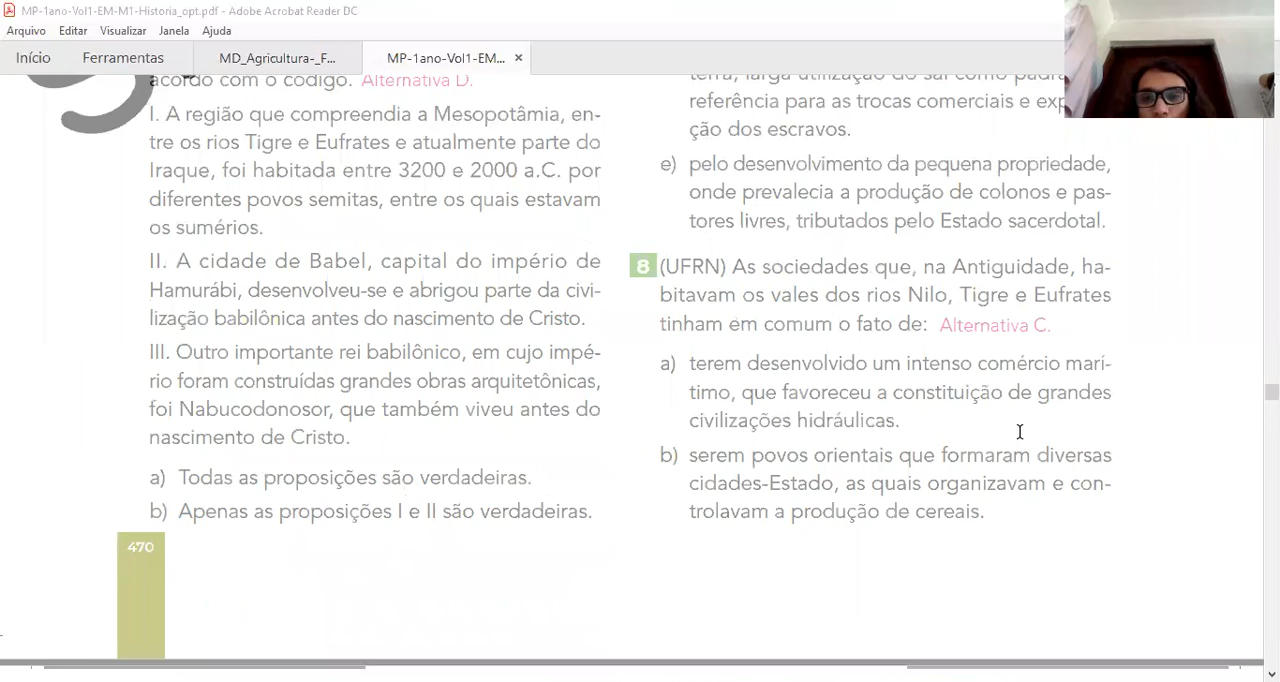 MP-1ano-Vol1-EM-M1-Historia_opt.pdf - Adobe Acrobat Reader DC
Arquivo Editar Visualizar Janela Ajuda
Início Ferramentas MD_Agricultura-_F... MP-1ano-Vol1-EM... ×
acordo com o código. Alternativa D.
I. A região que compreendia a Mesopotâmia, en-
tre os rios Tigre e Eufrates e atualmente parte do
Iraque, foi habitada entre 3200 e 2000 a.C. por
diferentes povos semitas, entre os quais estavam
os sumérios.
II. A cidade de Babel, capital do império de
Hamurábi, desenvolveu-se e abrigou parte da civi-
lização babilônica antes do nascimento de Cristo.
III. Outro importante rei babilônico, em cujo impé-
rio foram construídas grandes obras arquitetônicas,
foi Nabucodonosor, que também viveu antes do
nascimento de Cristo.
a) Todas as proposições são verdadeiras.
b) Apenas as proposições I e II são verdadeiras.
470
terra, larga utilização do sal como
referência para as trocas comerciais e
ção dos escravos.
e) pelo desenvolvimento da pequena propriedade,
onde prevalecia a produção de colonos e pas-
tores livres, tributados pelo Estado sacerdotal.
8 (UFRN) As sociedades que, na Antiguidade, ha-
bitavam os vales dos rios Nilo, Tigre e Eufrates
tinham em comum o fato de: Alternativa C.
a) terem desenvolvido um intenso comércio marí-
timo, que favoreceu a constituição de grandes
civilizações hidráulicas.
b) serem povos orientais que formaram diversas
cidades-Estado, as quais organizavam e con-
trolavam a produção de cereais.